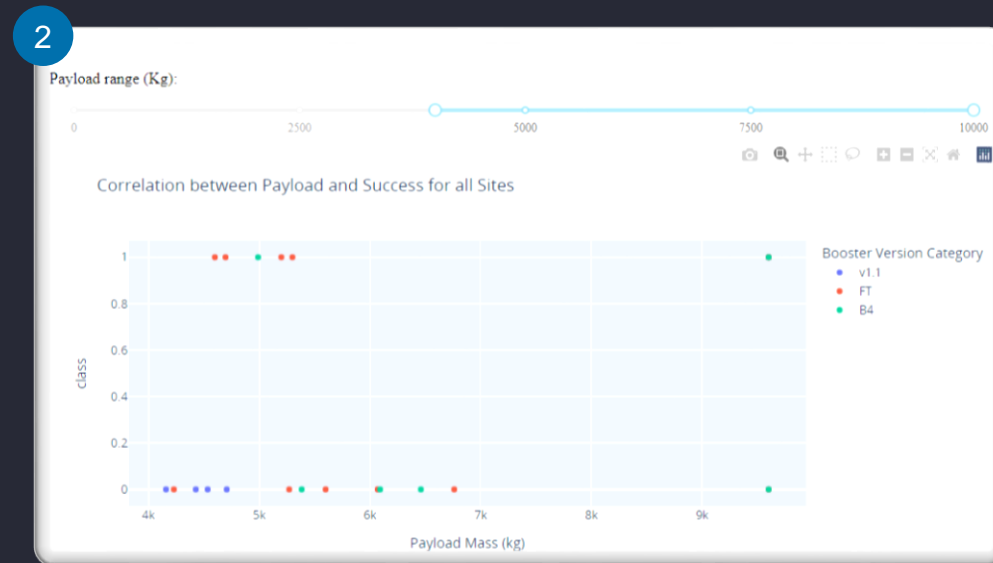 2
Payload range (Kg):
0 2500 5000 7500 10000
Correlation between Payload and Success for all Sites
Booster Version Category
v1.1
FT
B4
1
0.8
0.6
0.4
0.2
0
class
4k 5k 6k 7k 8k 9k
Payload Mass (kg)